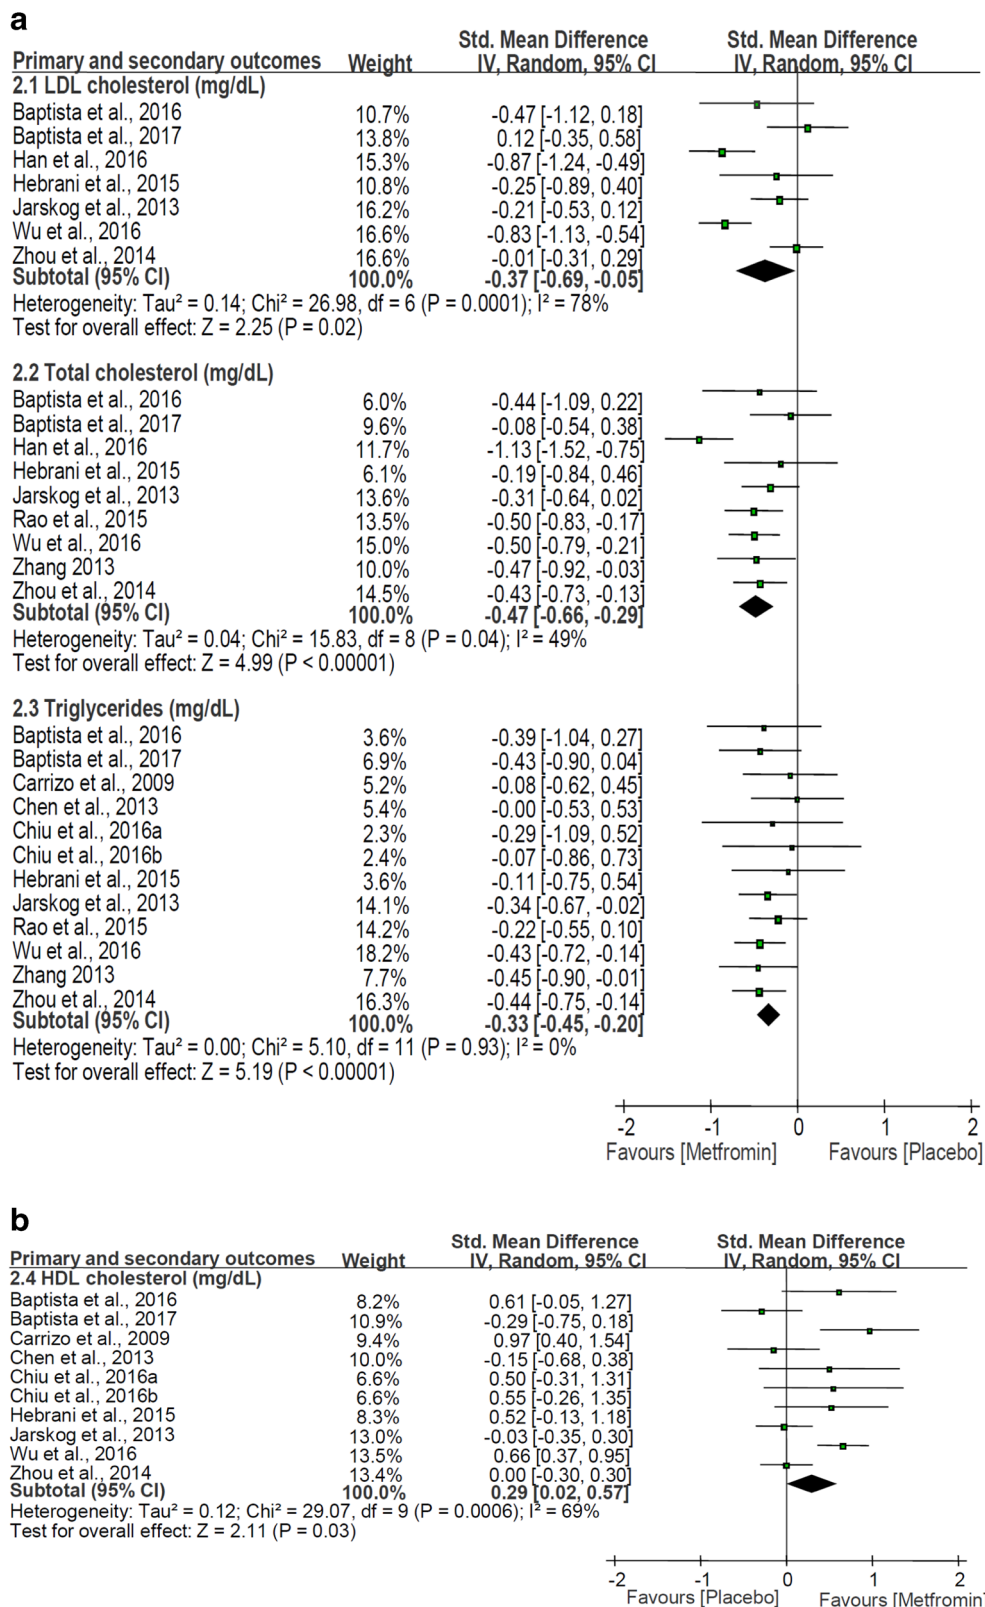 a
Std. Mean Difference Std. Mean Difference
Primary and secondary outcomes Weight IV, Random, 95% CI IV, Random, 95% CI
2.1 LDL cholesterol (mg/dL)
Baptista et al., 2016 10.7% -0.47 [-1.12, 0.18]
Baptista et al., 2017 13.8% 0.12 [-0.35, 0.58]
Han et al., 2016 15.3% -0.87 [-1.24, -0.49]
Hebrani et al., 2015 10.8% -0.25 [-0.89, 0.40]
Jarskog et al., 2013 16.2% -0.21 [-0.53, 0.12]
Wu et al., 2016 16.6% -0.83 [-1.13, -0.54]
Zhou et al., 2014 16.6% -0.01 [-0.31, 0.29]
Subtotal (95% CI) 100.0% -0.37 [-0.69, -0.05]
Heterogeneity: Tau² = 0.14; Chi² = 26.98, df = 6 (P = 0.0001); I² = 78%
Test for overall effect: Z = 2.25 (P = 0.02)
2.2 Total cholesterol (mg/dL)
Baptista et al., 2016 6.0% -0.44 [-1.09, 0.22]
Baptista et al., 2017 9.6% -0.08 [-0.54, 0.38]
Han et al., 2016 11.7% -1.13 [-1.52, -0.75]
Hebrani et al., 2015 6.1% -0.19 [-0.84, 0.46]
Jarskog et al., 2013 13.6% -0.31 [-0.64, 0.02]
Rao et al., 2015 13.5% -0.50 [-0.83, -0.17]
Wu et al., 2016 15.0% -0.50 [-0.79, -0.21]
Zhang 2013 10.0% -0.47 [-0.92, -0.03]
Zhou et al., 2014 14.5% -0.43 [-0.73, -0.13]
Subtotal (95% CI) 100.0% -0.47 [-0.66, -0.29]
Heterogeneity: Tau² = 0.04; Chi² = 15.83, df = 8 (P = 0.04); I² = 49%
Test for overall effect: Z = 4.99 (P < 0.00001)
2.3 Triglycerides (mg/dL)
Baptista et al., 2016 3.6% -0.39 [-1.04, 0.27]
Baptista et al., 2017 6.9% -0.43 [-0.90, 0.04]
Carrizo et al., 2009 5.2% -0.08 [-0.62, 0.45]
Chen et al., 2013 5.4% -0.00 [-0.53, 0.53]
Chiu et al., 2016a 2.3% -0.29 [-1.09, 0.52]
Chiu et al., 2016b 2.4% -0.07 [-0.86, 0.73]
Hebrani et al., 2015 3.6% -0.11 [-0.75, 0.54]
Jarskog et al., 2013 14.1% -0.34 [-0.67, -0.02]
Rao et al., 2015 14.2% -0.22 [-0.55, 0.10]
Wu et al., 2016 18.2% -0.43 [-0.72, -0.14]
Zhang 2013 7.7% -0.45 [-0.90, -0.01]
Zhou et al., 2014 16.3% -0.44 [-0.75, -0.14]
Subtotal (95% CI) 100.0% -0.33 [-0.45, -0.20]
Heterogeneity: Tau² = 0.00; Chi² = 5.10, df = 11 (P = 0.93); I² = 0%
Test for overall effect: Z = 5.19 (P < 0.00001)
-2 -1 0 1 2
Favours [Metfromin] Favours [Placebo]
b
Std. Mean Difference Std. Mean Difference
Primary and secondary outcomes Weight IV, Random, 95% CI IV, Random, 95% CI
2.4 HDL cholesterol (mg/dL)
Baptista et al., 2016 8.2% 0.61 [-0.05, 1.27]
Baptista et al., 2017 10.9% -0.29 [-0.75, 0.18]
Carrizo et al., 2009 9.4% 0.97 [0.40, 1.54]
Chen et al., 2013 10.0% -0.15 [-0.68, 0.38]
Chiu et al., 2016a 6.6% 0.50 [-0.31, 1.31]
Chiu et al., 2016b 6.6% 0.55 [-0.26, 1.35]
Hebrani et al., 2015 8.3% 0.52 [-0.13, 1.18]
Jarskog et al., 2013 13.0% -0.03 [-0.35, 0.30]
Wu et al., 2016 13.5% 0.66 [0.37, 0.95]
Zhou et al., 2014 13.4% 0.00 [-0.30, 0.30]
Subtotal (95% CI) 100.0% 0.29 [0.02, 0.57]
Heterogeneity: Tau² = 0.12; Chi² = 29.07, df = 9 (P = 0.0006); I² = 69%
Test for overall effect: Z = 2.11 (P = 0.03)
-2 -1 0 1 2
Favours [Placebo] Favours [Metfromin]